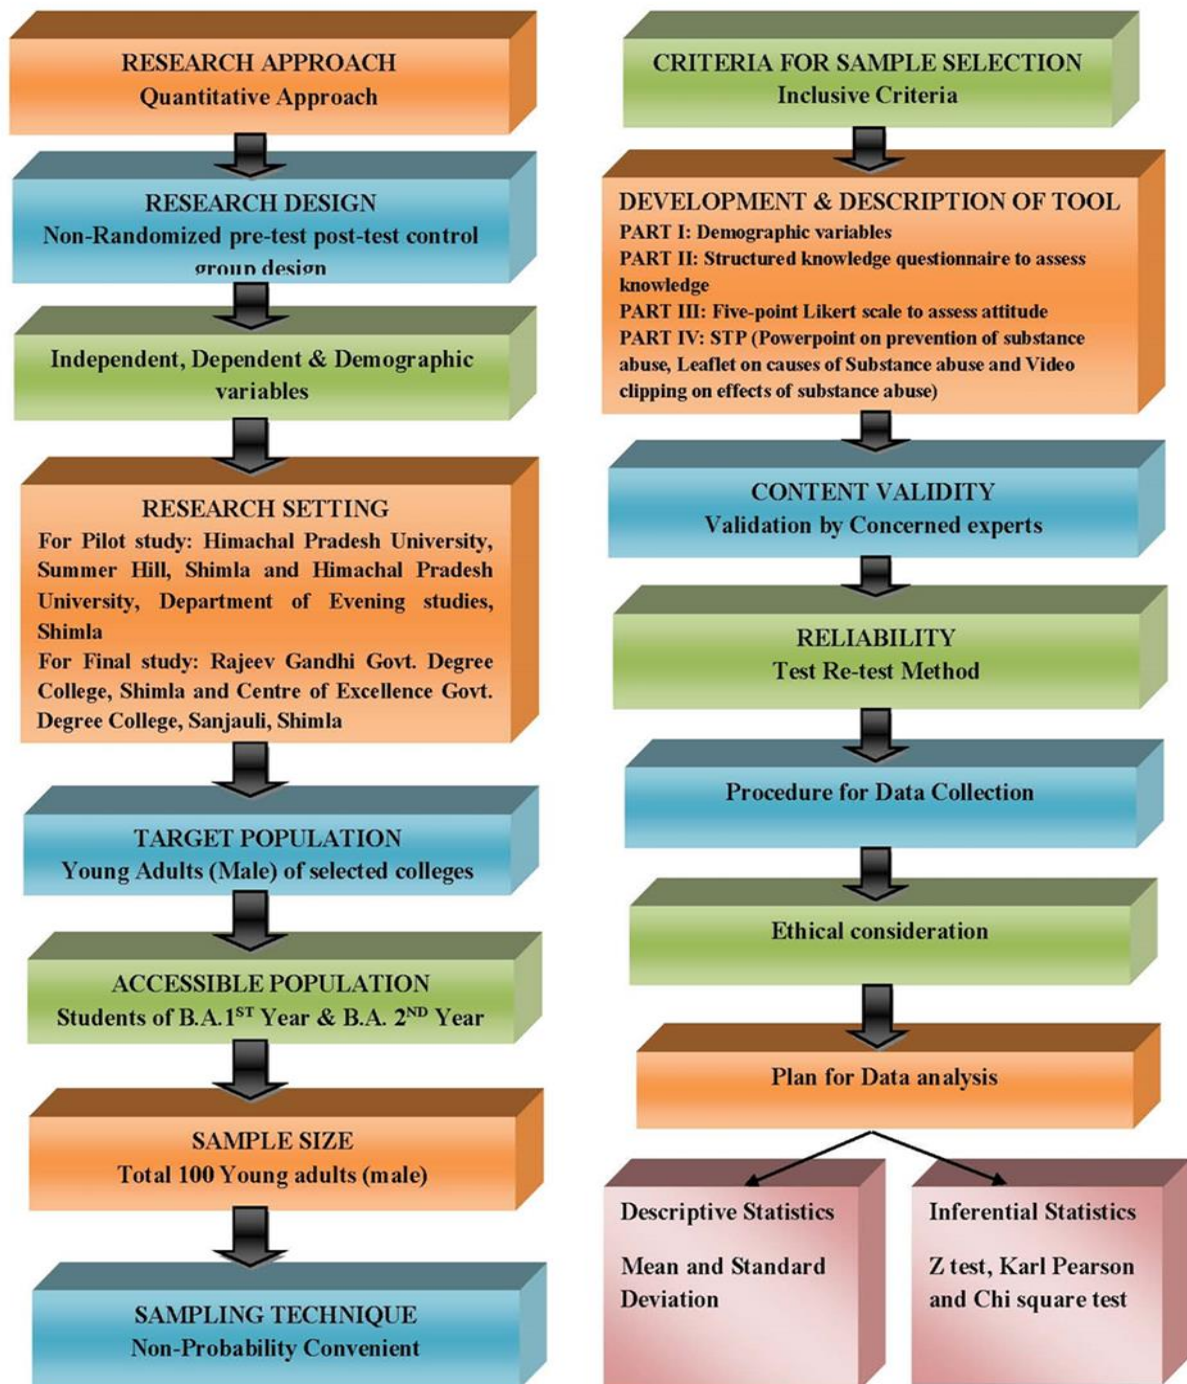 RESEARCH APPROACH
Quantitative Approach
RESEARCH DESIGN
Non-Randomized pre-test post-test control
group design
Independent, Dependent & Demographic
variables
RESEARCH SETTING
For Pilot study: Himachal Pradesh University,
Summer Hill, Shimla and Himachal Pradesh
University, Department of Evening studies,
Shimla
For Final study: Rajeev Gandhi Govt. Degree
College, Shimla and Centre of Excellence Govt.
Degree College, Sanjauli, Shimla
TARGET POPULATION
Young Adults (Male) of selected colleges
ACCESSIBLE POPULATION
Students of B.A.1ST Year & B.A. 2ND Year
SAMPLE SIZE
Total 100 Young adults (male)
SAMPLING TECHNIQUE
Non-Probability Convenient
CRITERIA FOR SAMPLE SELECTION
Inclusive Criteria
DEVELOPMENT & DESCRIPTION OF TOOL
PART I: Demographic variables
PART II: Structured knowledge questionnaire to assess
knowledge
PART III: Five-point Likert scale to assess attitude
PART IV: STP (Powerpoint on prevention of substance
abuse, Leaflet on causes of Substance abuse and Video
clipping on effects of substance abuse)
CONTENT VALIDITY
Validation by Concerned experts
RELIABILITY
Test Re-test Method
Procedure for Data Collection
Ethical consideration
Plan for Data analysis
Descriptive Statistics
Mean and Standard
Deviation
Inferential Statistics
Z test, Karl Pearson
and Chi square test